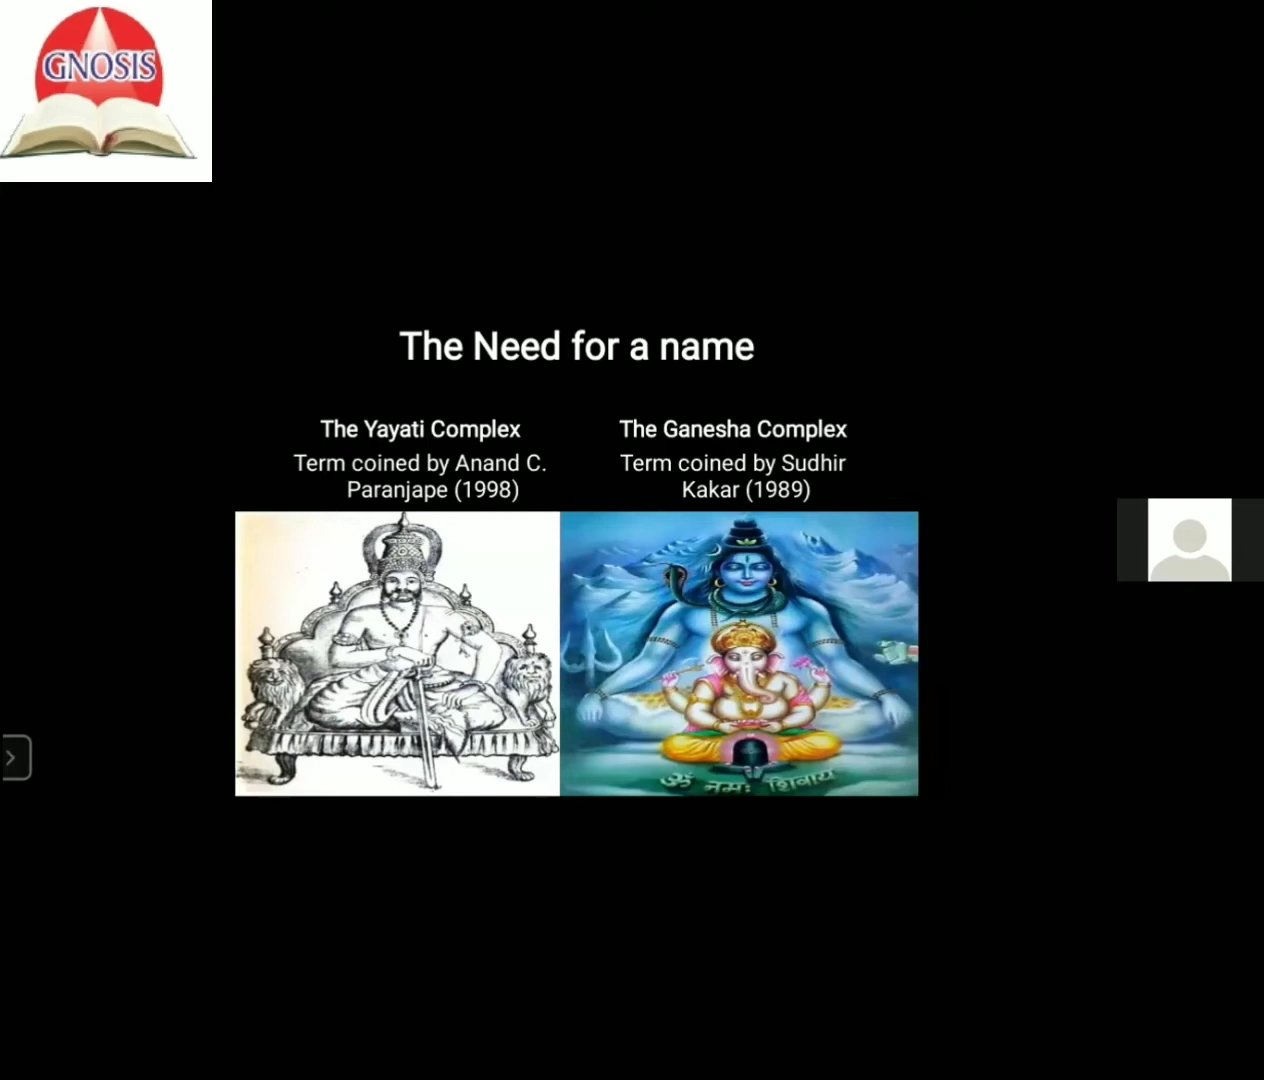 GNOSIS
The Need for a name
The Yayati Complex
Term coined by Anand C.
Paranjape (1998)
The Ganesha Complex
Term coined by Sudhir
Kakar (1989)
ॐ नमः शिवाय